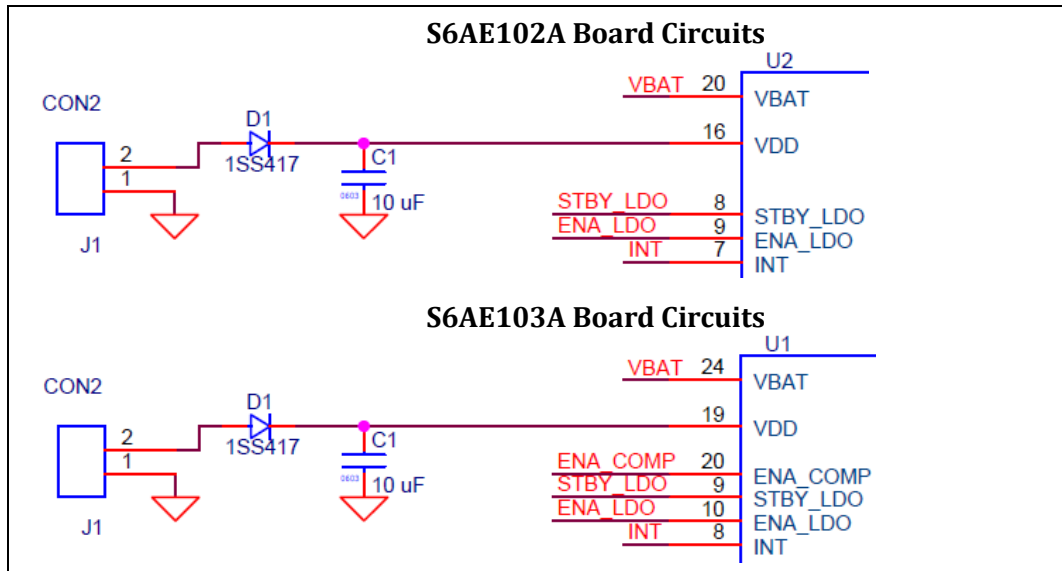 S6AE102A Board Circuits
U2
VBAT 20 VBAT
CON2
D1
16 VDD
2
1SS417
C1
1
0603
10 uF
STBY_LDO 8 STBY_LDO
ENA_LDO 9 ENA_LDO
INT 7 INT
J1
S6AE103A Board Circuits
U1
VBAT 24 VBAT
CON2
D1
19 VDD
2
1SS417
C1
1
0603
10 uF
ENA_COMP 20 ENA_COMP
STBY_LDO 9 STBY_LDO
ENA_LDO 10 ENA_LDO
INT 8 INT
J1